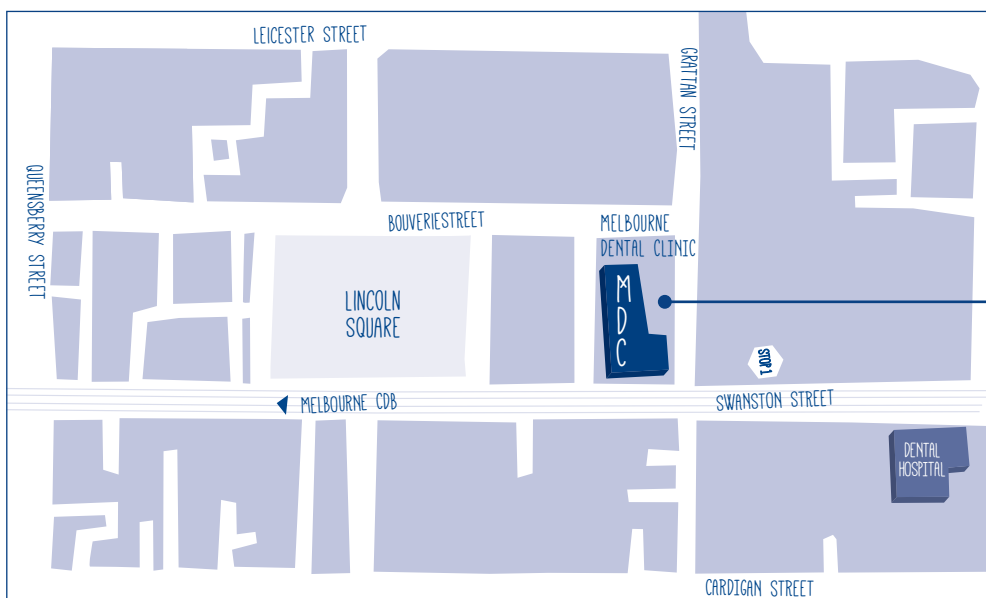 LEICESTER STREET
GRATTAN STREET
QUEENSBERRY STREET
BOUVERIESTREET
MELBOURNE
DENTAL CLINIC
MDC
LINCOLN
SQUARE
STOP 1
MELBOURNE CDB
SWANSTON STREET
DENTAL
HOSPITAL
CARDIGAN STREET